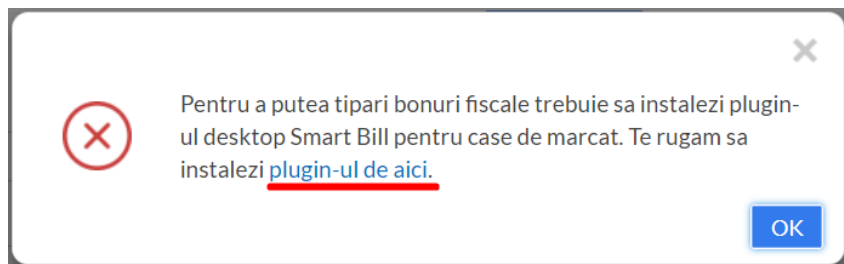 Pentru a putea tipari bonuri fiscale trebuie sa instalezi plugin-
ul desktop Smart Bill pentru case de marcat. Te rugam sa
instalezi plugin-ul de aici.
OK